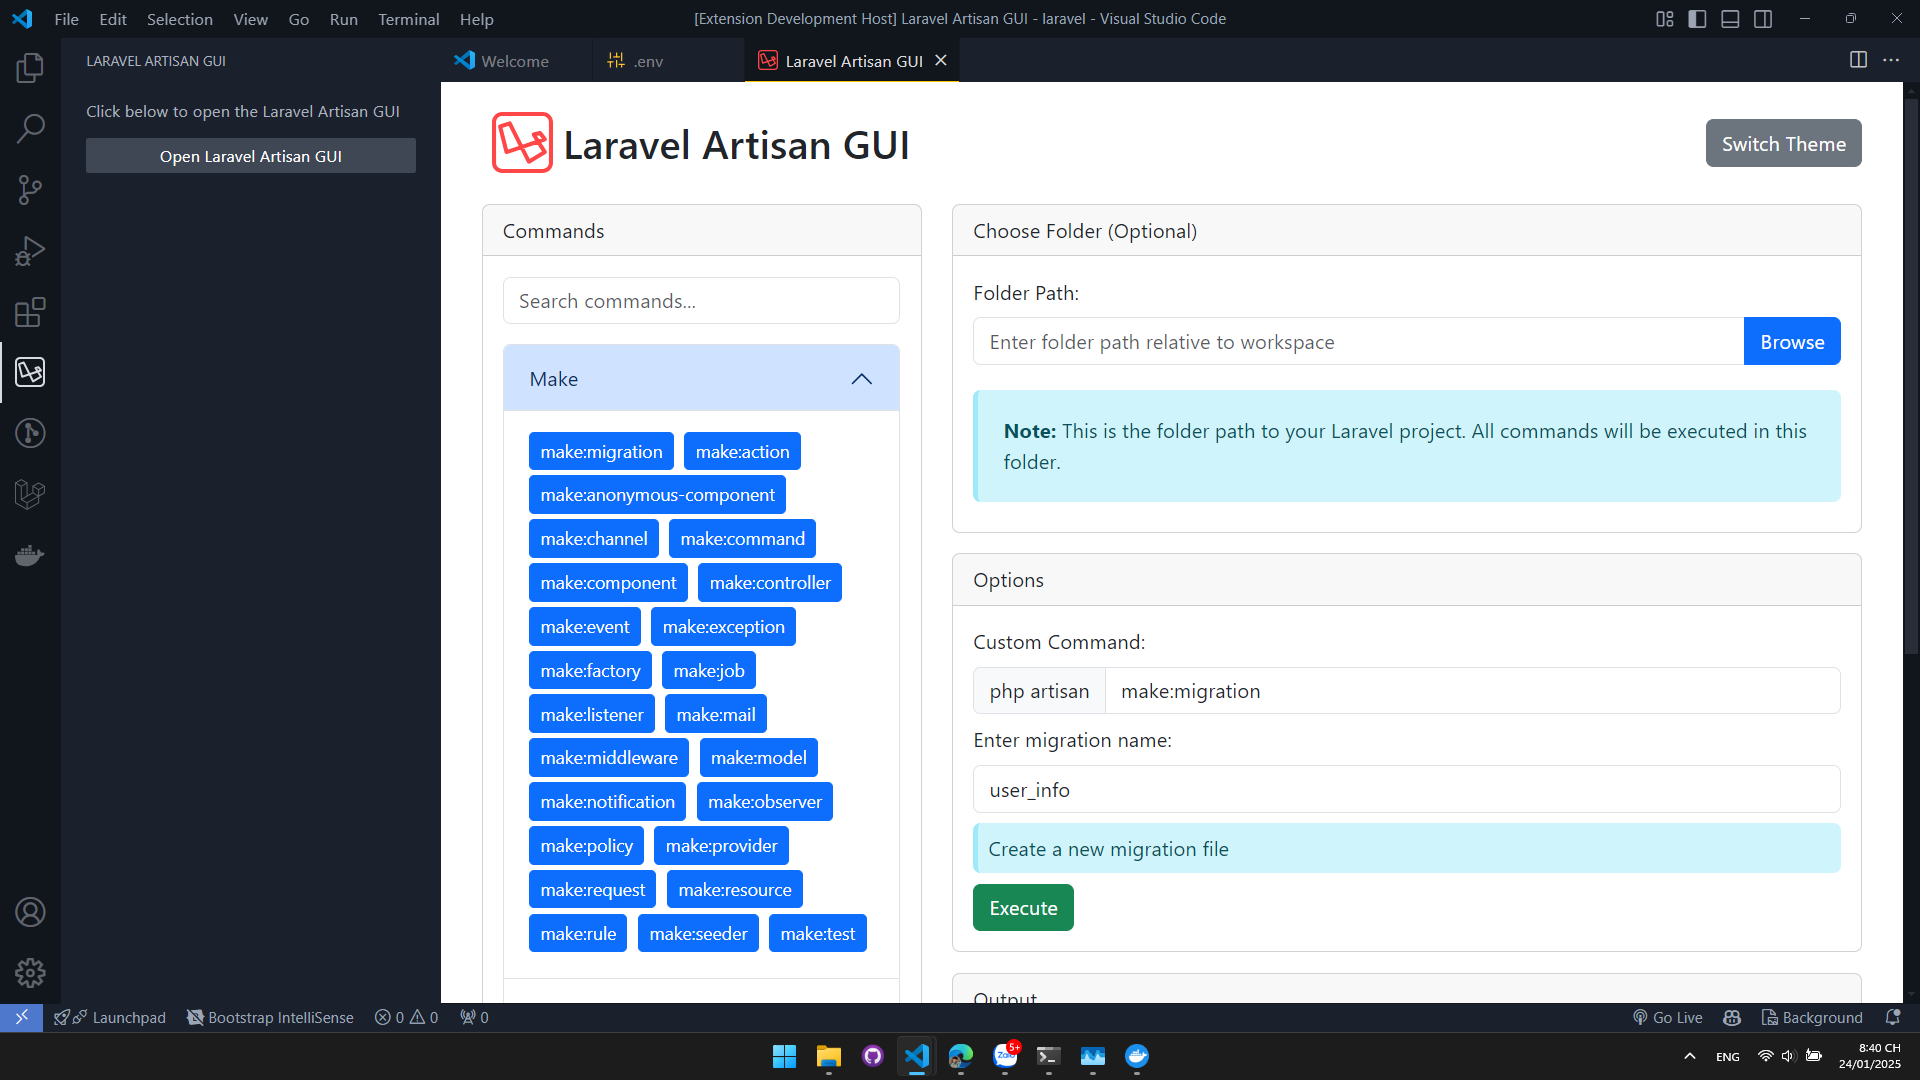 File Edit Selection View Go Run Terminal Help
[Extension Development Host] Laravel Artisan GUI - laravel - Visual Studio Code
LARAVEL ARTISAN GUI
Click below to open the Laravel Artisan GUI
Open Laravel Artisan GUI
Welcome
.env
Laravel Artisan GUI
Laravel Artisan GUI
Switch Theme
Commands
Search commands...
Make
make:migration make:action
make:anonymous-component
make:channel make:command
make:component make:controller
make:event make:exception
make:factory make:job
make:listener make:mail
make:middleware make:model
make:notification make:observer
make:policy make:provider
make:request make:resource
make:rule make:seeder make:test
Choose Folder (Optional)
Folder Path:
Enter folder path relative to workspace
Browse
Note: This is the folder path to your Laravel project. All commands will be executed in this
folder.
Options
Custom Command:
php artisan make:migration
Enter migration name:
user_info
Create a new migration file
Execute
Output
Launchpad Bootstrap IntelliSense 0 0 0
Go Live Background
Zalo 5+
ENG
8:40 CH
24/01/2025